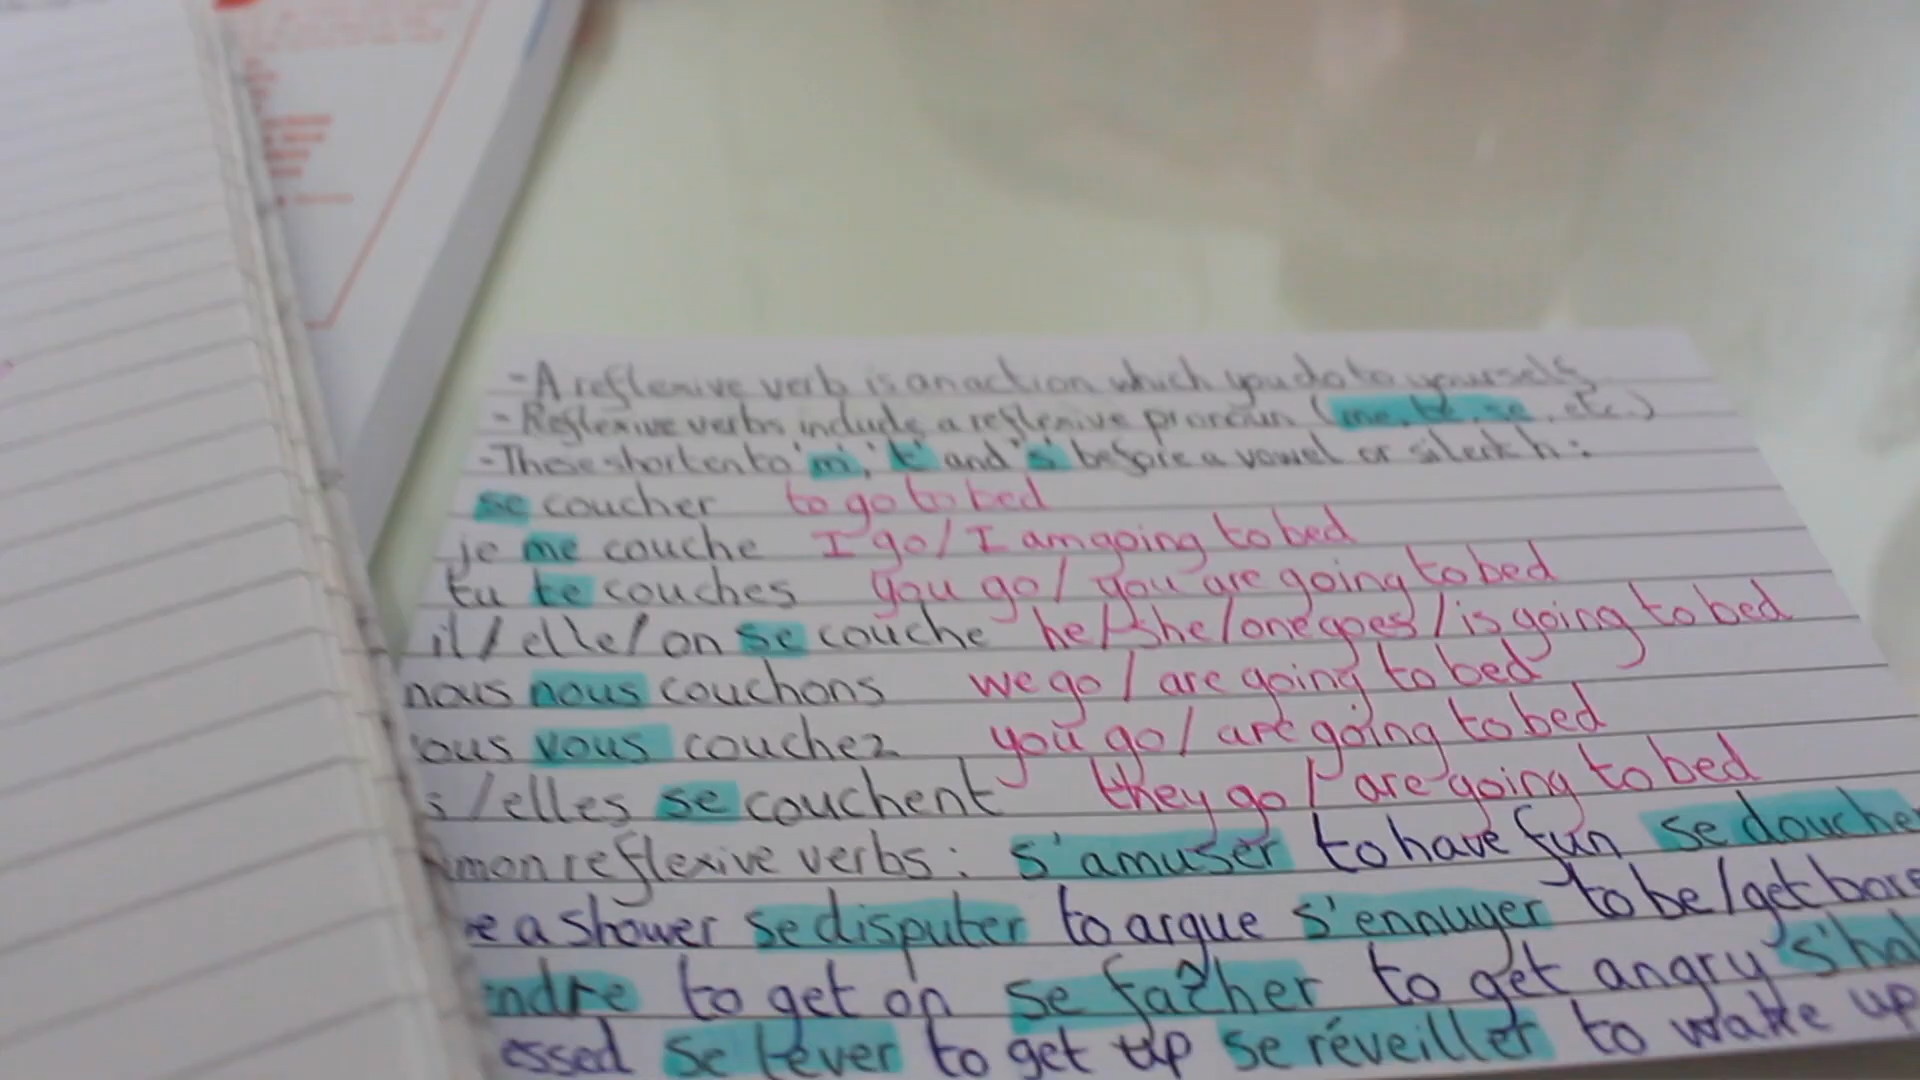 - A reflexive verb is an action which you do to yourself
- Reflexive verbs include a reflexive pronoun (me, te, se, etc.)
- These shorten to 'm', 't' and 's' before a vowel or silent h:
se coucher to go to bed
je me couche I go / I am going to bed
tu te couches you go / you are going to bed
il / elle / on se couche he / she / one goes / is going to bed
nous nous couchons we go / are going to bed
ous vous couchez you go / are going to bed
s / elles se couchent they go / are going to bed
mon reflexive verbs: s'amuser to have fun se doucher
e a shower se disputer to argue s'ennuyer to be / get bore
ndre to get on se fâcher to get angry s'hab
essed se lever to get up se réveiller to wake up